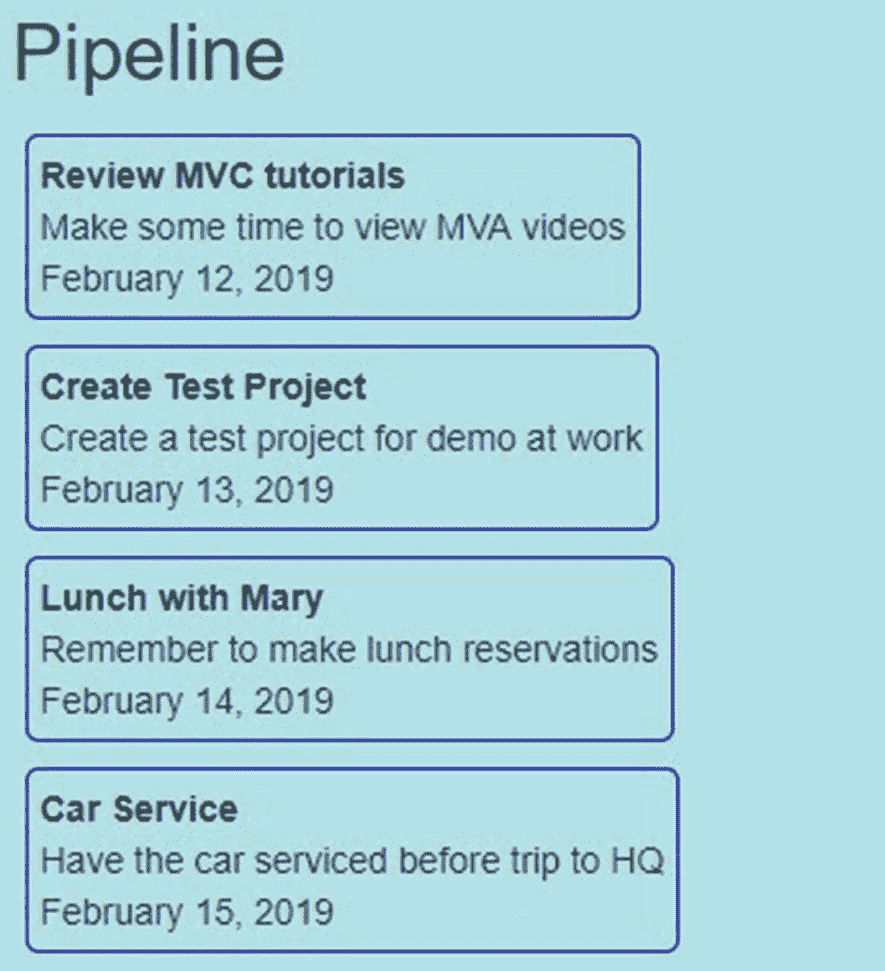 Pipeline
Review MVC tutorials
Make some time to view MVA videos
February 12, 2019
Create Test Project
Create a test project for demo at work
February 13, 2019
Lunch with Mary
Remember to make lunch reservations
February 14, 2019
Car Service
Have the car serviced before trip to HQ
February 15, 2019